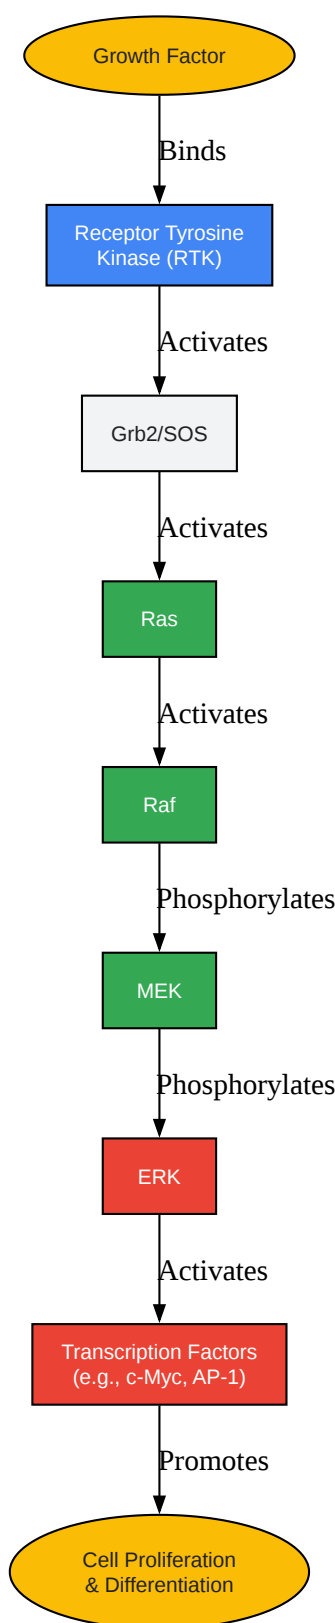 Growth Factor
Binds
Receptor Tyrosine
Kinase (RTK)
Activates
Grb2/SOS
Activates
Ras
Activates
Raf
Phosphorylates
MEK
Phosphorylates
ERK
Activates
Transcription Factors
(e.g., c-Myc, AP-1)
Promotes
Cell Proliferation
& Differentiation